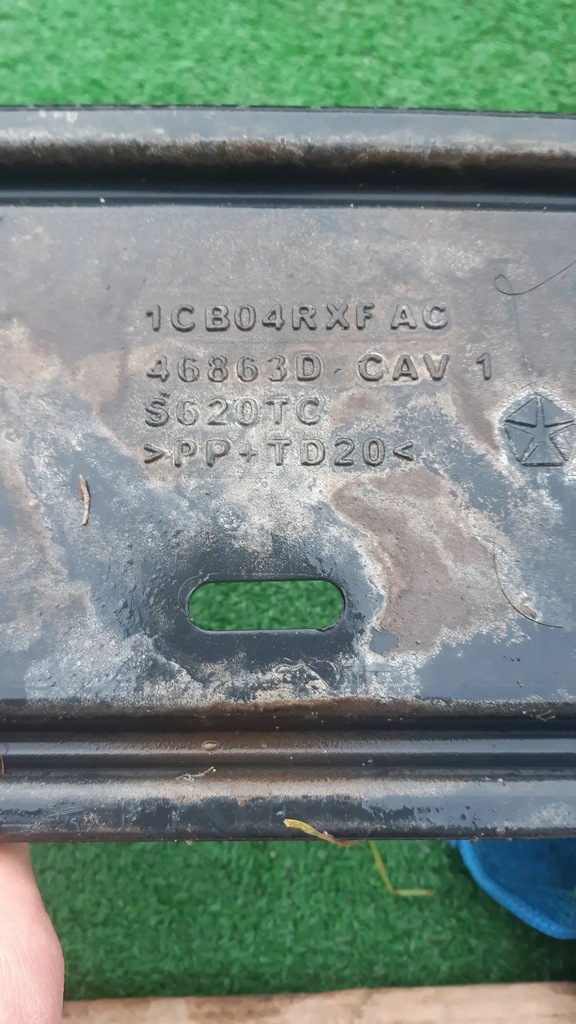 1CB04RXF AC
46863D CAV 1
S620TC
>PP+TD20<